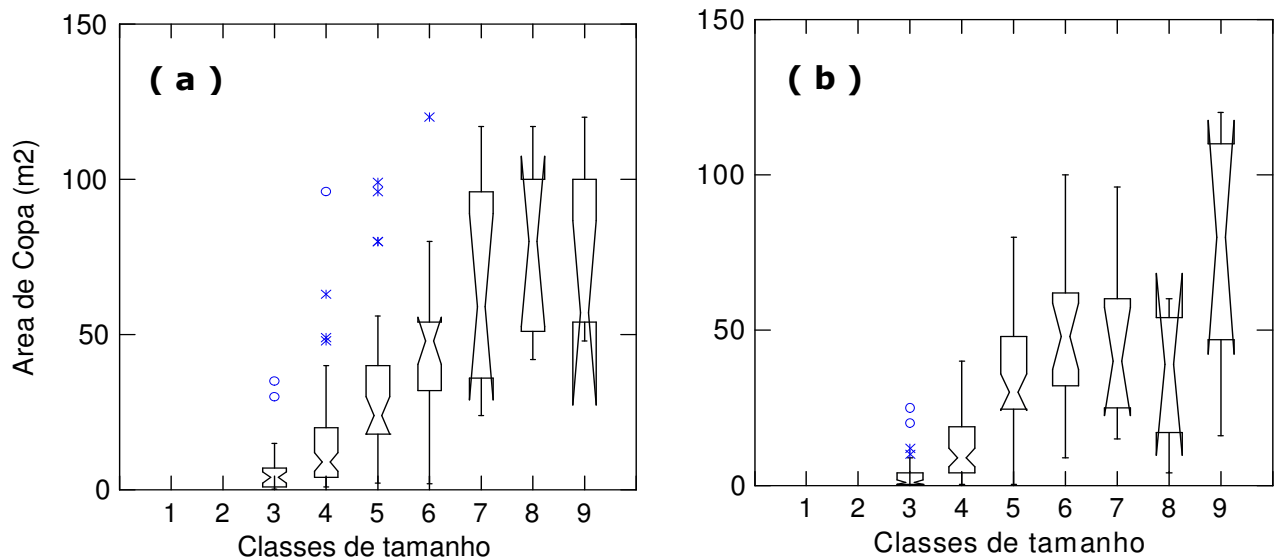 150
100
50
0
Area de Copa (m2)
( a )
1 2 3 4 5 6 7 8 9
Classes de tamanho
150
100
50
0
( b )
1 2 3 4 5 6 7 8 9
Classes de tamanho